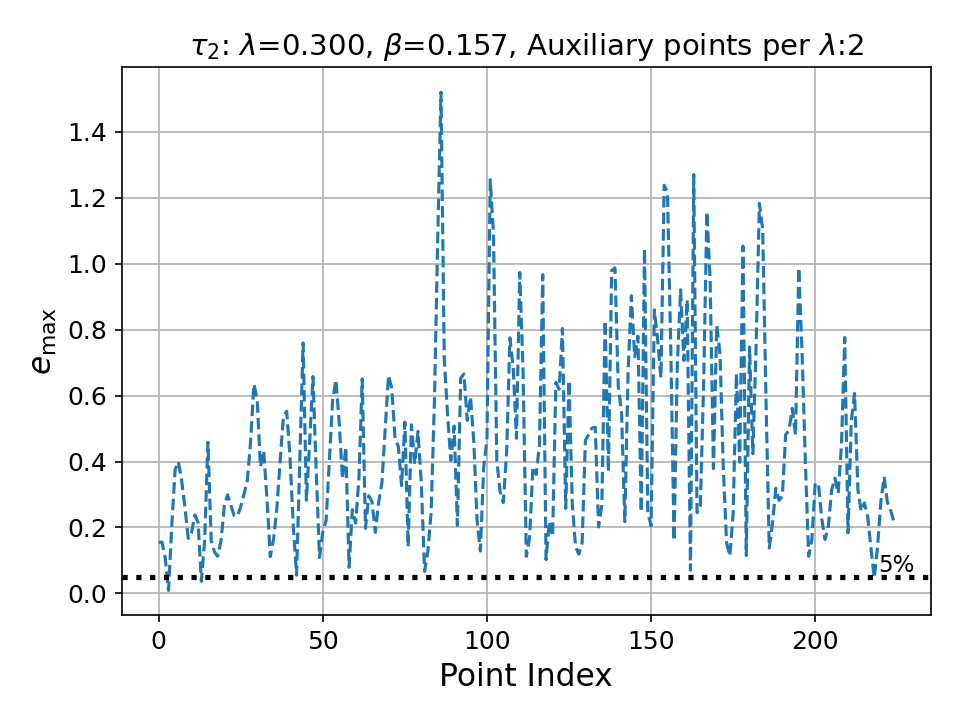 τ₂: λ=0.300, β=0.157, Auxiliary points per λ:2
1.4
1.2
1.0
0.8
0.6
0.4
0.2
0.0
e_max
5%
0 50 100 150 200
Point Index